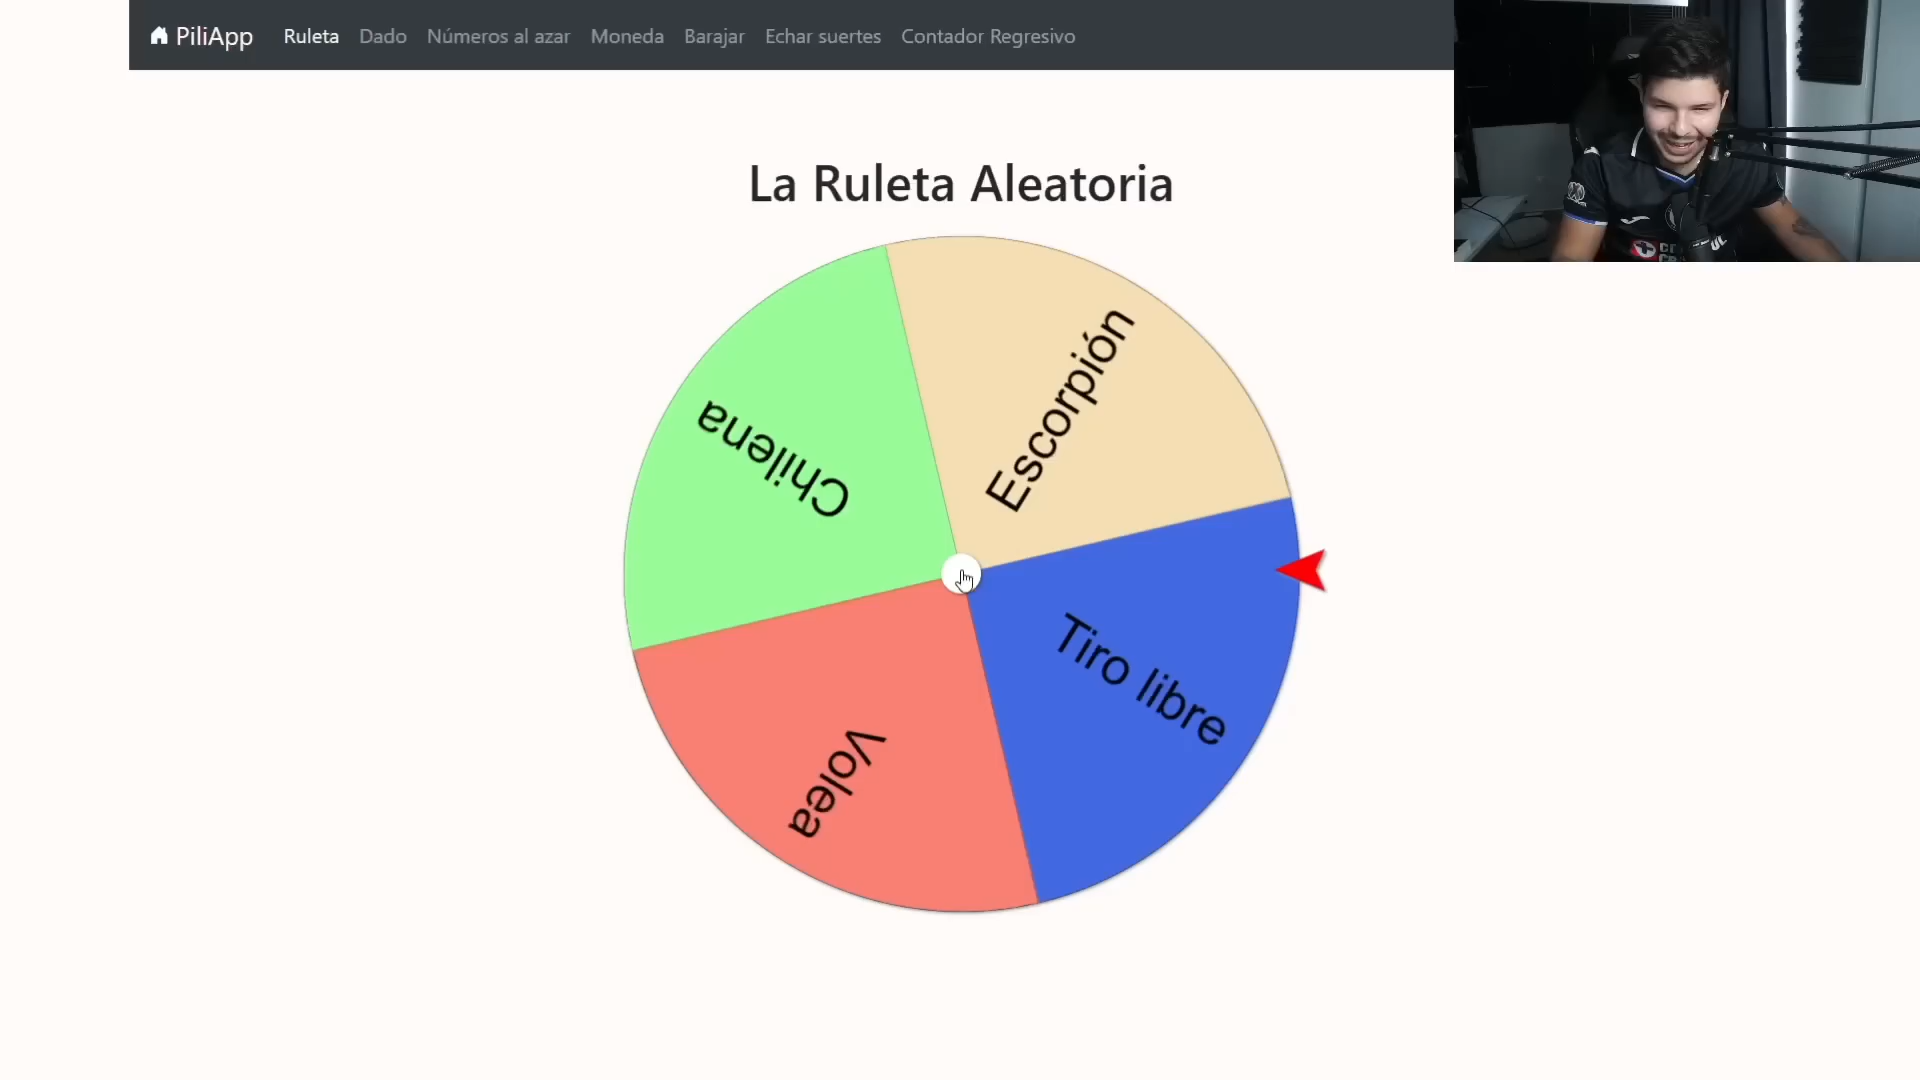 PiliApp Ruleta Dado Números al azar Moneda Barajar Echar suertes Contador Regresivo
La Ruleta Aleatoria
Escorpión
Chilena
Tiro libre
Volea